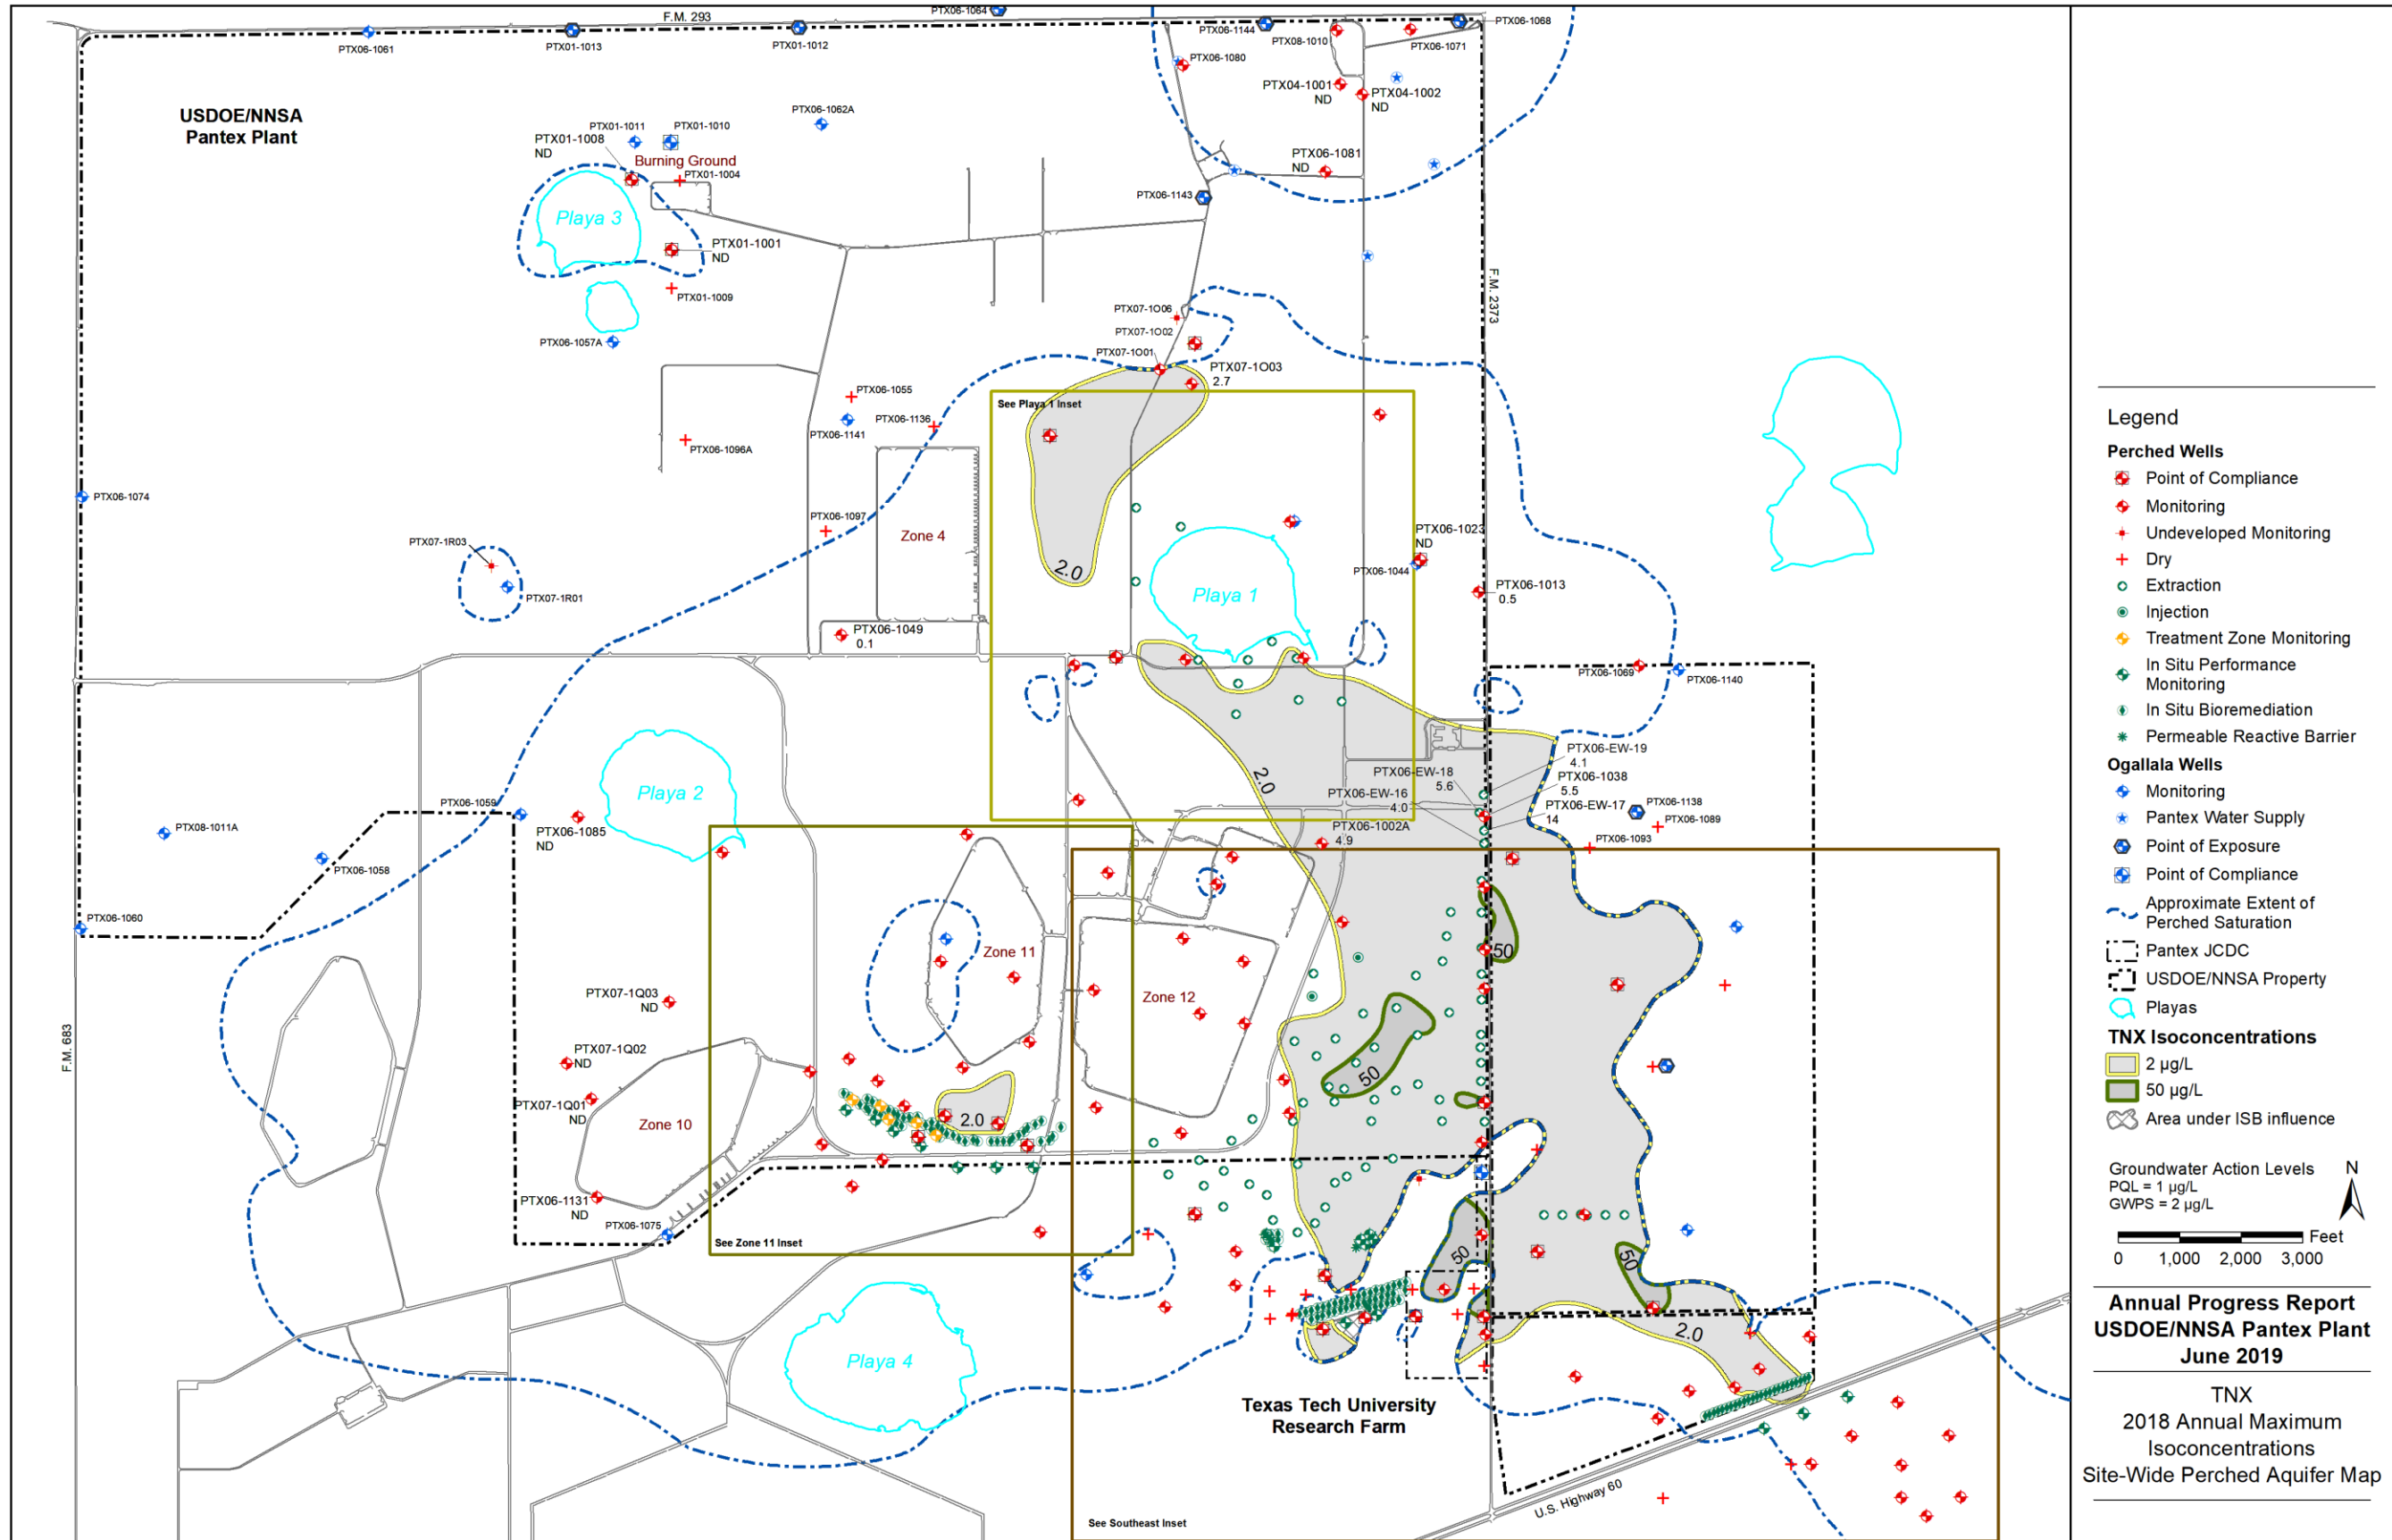 F.M. 293
PTX06-1064
PTX06-1061
PTX01-1013
PTX01-1012
PTX06-1144
PTX08-1010
PTX06-1068
PTX06-1071
PTX06-1080
PTX04-1001
ND
PTX04-1002
ND
USDOE/NNSA
Pantex Plant
PTX06-1062A
PTX01-1011
PTX01-1010
PTX01-1008
ND
Burning Ground
PTX01-1004
PTX06-1081
ND
PTX06-1143
Playa 3
PTX01-1001
ND
PTX01-1009
PTX06-1057A
F.M. 2373
PTX07-1O06
PTX07-1O02
PTX07-1O01
PTX07-1O03
2.7
See Playa 1 Inset
PTX06-1055
PTX06-1136
PTX06-1141
PTX06-1096A
PTX06-1074
PTX06-1097
Zone 4
PTX07-1R03
PTX07-1R01
2.0
Playa 1
PTX06-1023
ND
PTX06-1044
PTX06-1013
0.5
PTX06-1049
0.1
PTX06-1069
PTX06-1140
Playa 2
2.0
PTX06-EW-19
4.1
PTX06-EW-18
5.6
PTX06-1038
5.5
PTX06-EW-16
4.0
PTX06-EW-17
14
PTX06-1138
PTX06-1089
PTX06-1093
PTX06-1002A
4.9
PTX06-1059
PTX06-1085
ND
PTX08-1011A
PTX06-1058
PTX06-1060
Zone 11
Zone 12
50
PTX07-1Q03
ND
PTX07-1Q02
ND
PTX07-1Q01
ND
F.M. 683
Zone 10
2.0
50
PTX06-1131
ND
PTX06-1075
See Zone 11 Inset
50
50
2.0
Playa 4
Texas Tech University
Research Farm
U.S. Highway 60
See Southeast Inset
Legend
Perched Wells
Point of Compliance
Monitoring
Undeveloped Monitoring
Dry
Extraction
Injection
Treatment Zone Monitoring
In Situ Performance
Monitoring
In Situ Bioremediation
Permeable Reactive Barrier
Ogallala Wells
Monitoring
Pantex Water Supply
Point of Exposure
Point of Compliance
Approximate Extent of
Perched Saturation
Pantex JCDC
USDOE/NNSA Property
Playas
TNX Isoconcentrations
2 µg/L
50 µg/L
Area under ISB influence
Groundwater Action Levels
PQL = 1 µg/L
GWPS = 2 µg/L
N
Feet
0 1,000 2,000 3,000
Annual Progress Report
USDOE/NNSA Pantex Plant
June 2019
TNX
2018 Annual Maximum
Isoconcentrations
Site-Wide Perched Aquifer Map